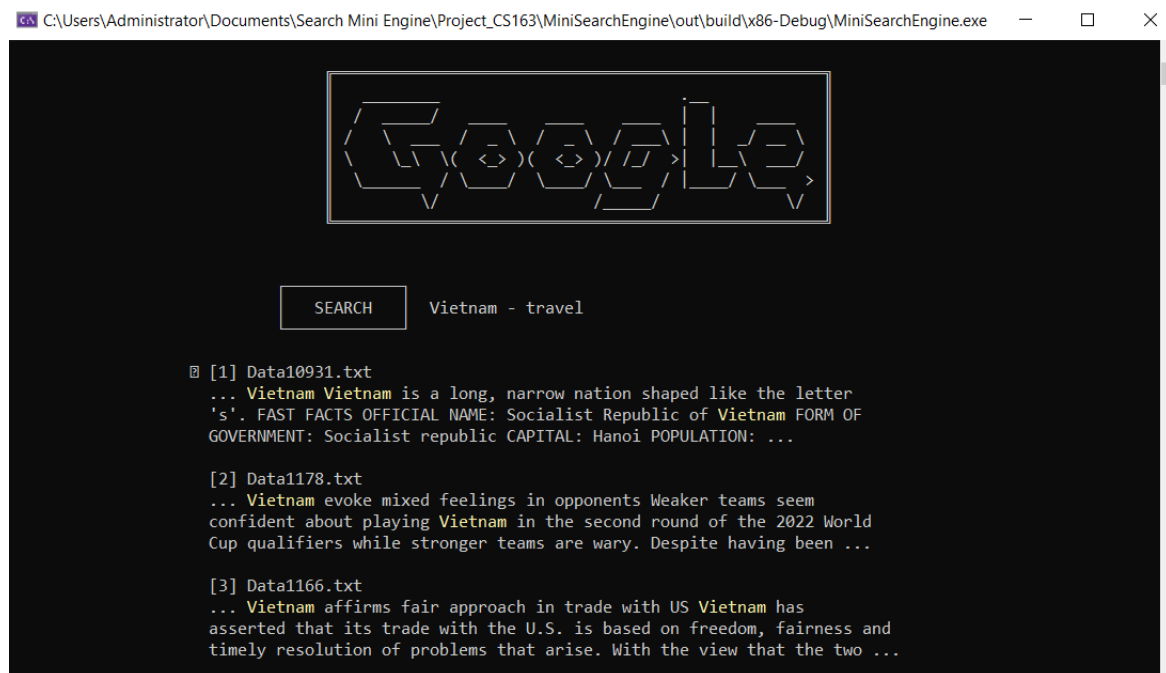 C:\Users\Administrator\Documents\Search Mini Engine\Project_CS163\MiniSearchEngine\out\build\x86-Debug\MiniSearchEngine.exe
Google
SEARCH Vietnam - travel
[1] Data10931.txt
... Vietnam Vietnam is a long, narrow nation shaped like the letter
's'. FAST FACTS OFFICIAL NAME: Socialist Republic of Vietnam FORM OF
GOVERNMENT: Socialist republic CAPITAL: Hanoi POPULATION: ...
[2] Data1178.txt
... Vietnam evoke mixed feelings in opponents Weaker teams seem
confident about playing Vietnam in the second round of the 2022 World
Cup qualifiers while stronger teams are wary. Despite having been ...
[3] Data1166.txt
... Vietnam affirms fair approach in trade with US Vietnam has
asserted that its trade with the U.S. is based on freedom, fairness and
timely resolution of problems that arise. With the view that the two ...